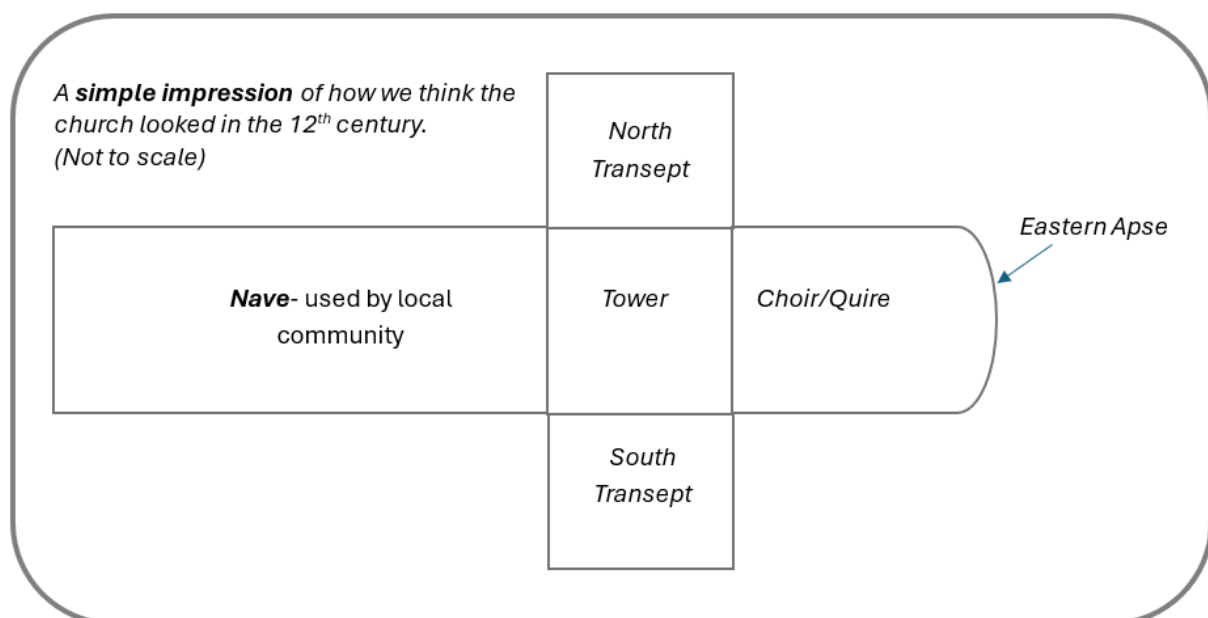 A simple impression of how we think the
church looked in the 12th century.
(Not to scale)
North
Transept
Eastern Apse
Nave- used by local
community
Tower
Choir/Quire
South
Transept